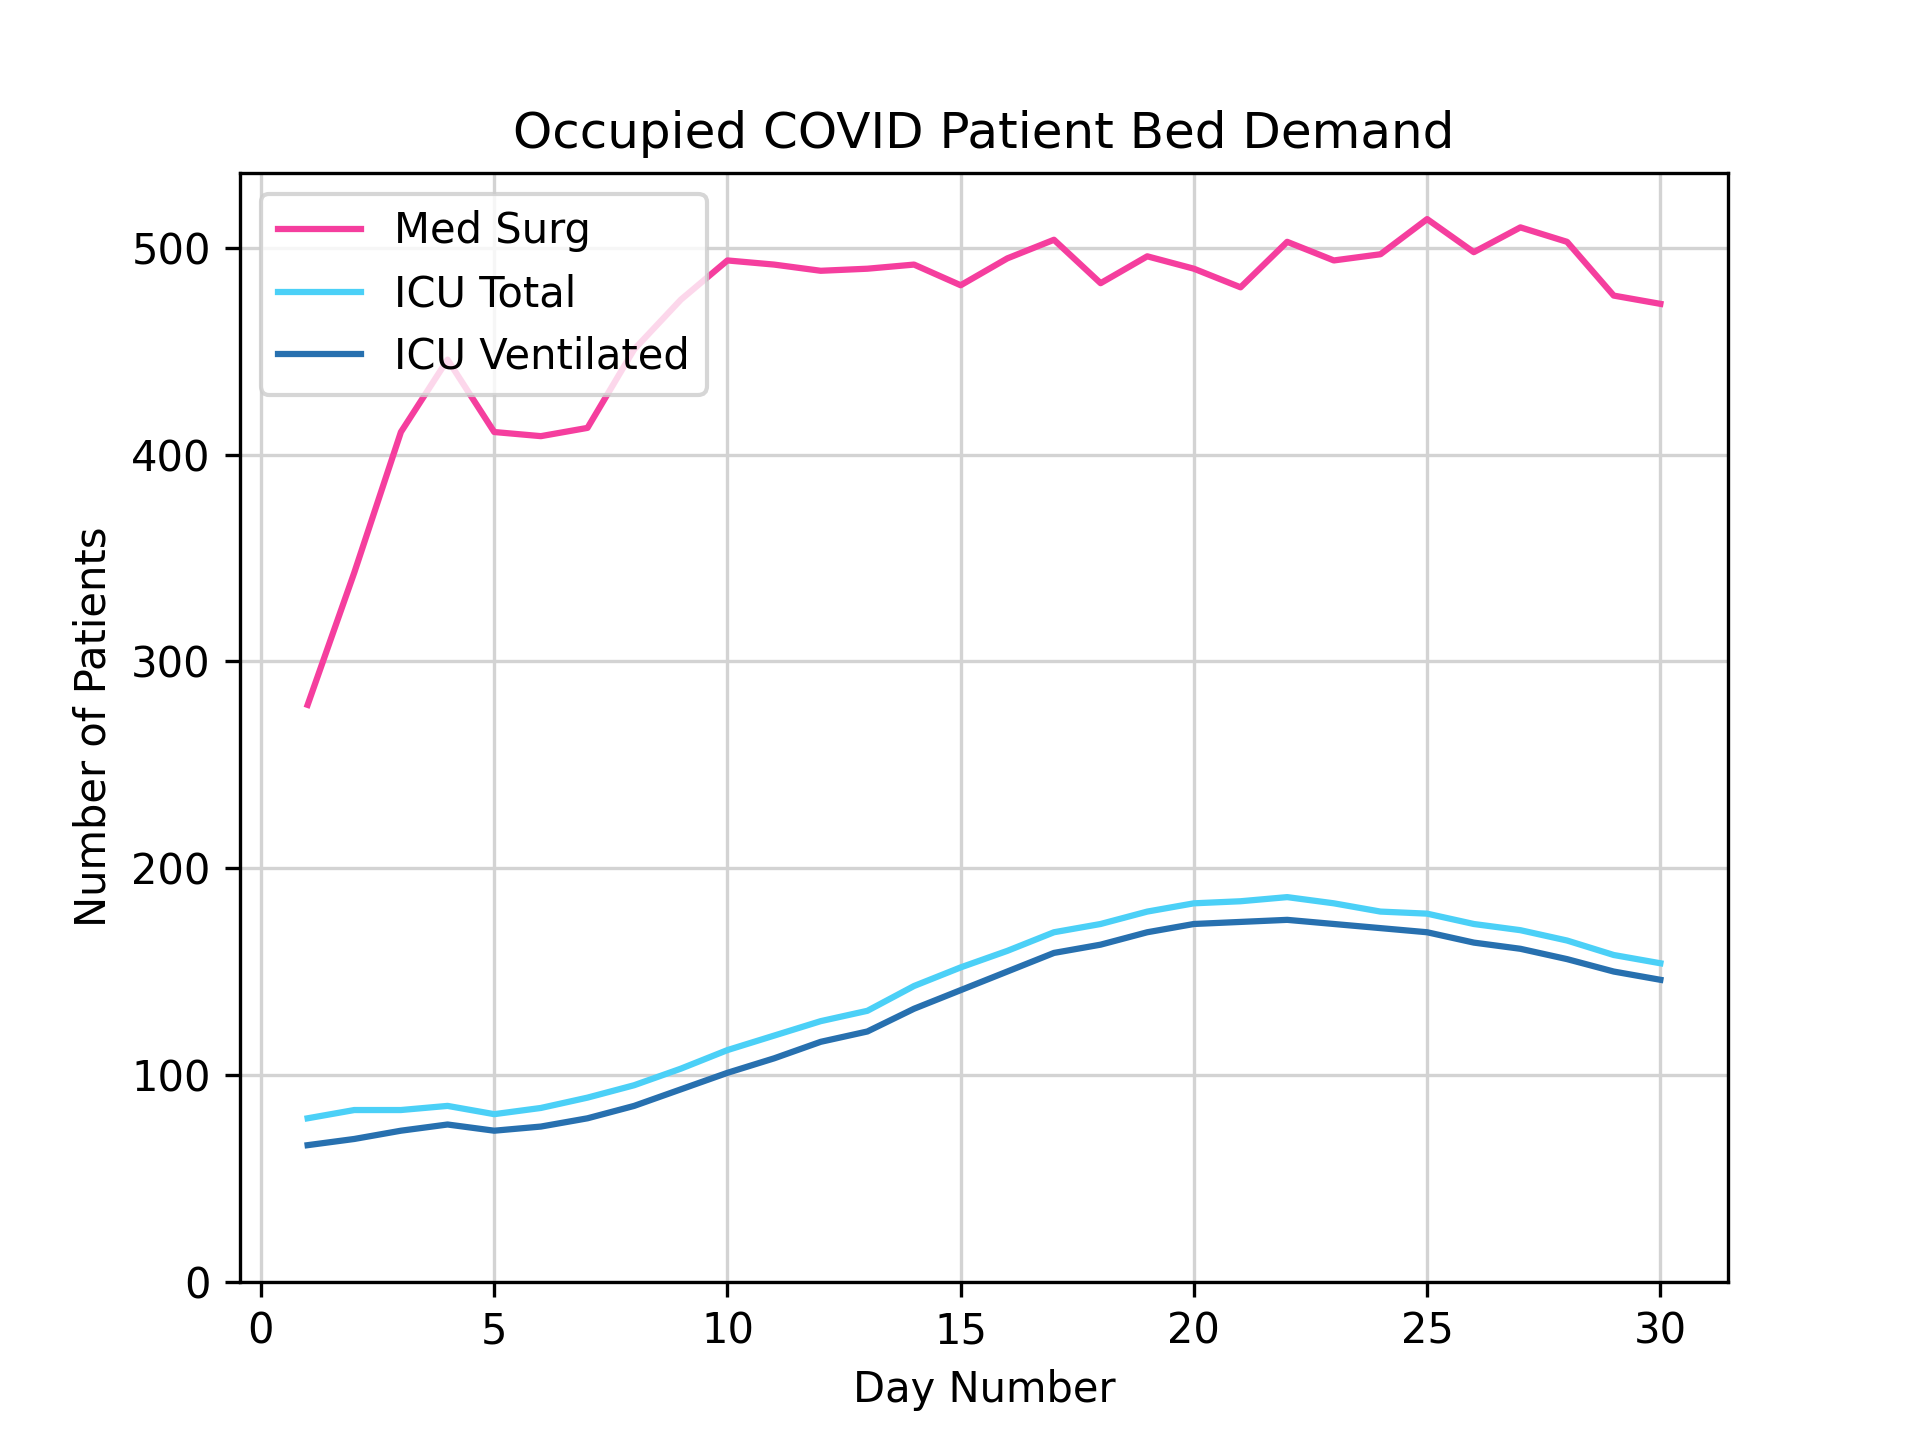 Occupied COVID Patient Bed Demand
Med Surg
ICU Total
ICU Ventilated
Number of Patients
500
400
300
200
100
0
0 5 10 15 20 25 30
Day Number